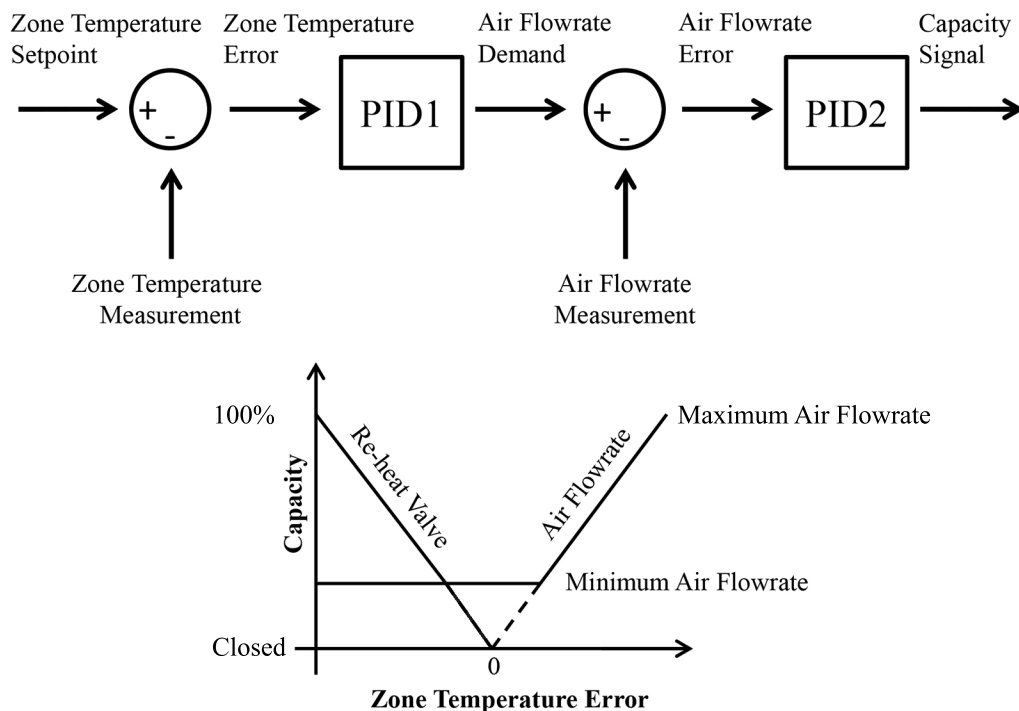 Zone Temperature
Setpoint
Zone Temperature
Error
Air Flowrate
Demand
Air Flowrate
Error
Capacity
Signal
+
-
PID1
+
-
PID2
Zone Temperature
Measurement
Air Flowrate
Measurement
100%
Maximum Air Flowrate
Re-heat Valve
Air Flowrate
Capacity
Minimum Air Flowrate
Closed
0
Zone Temperature Error